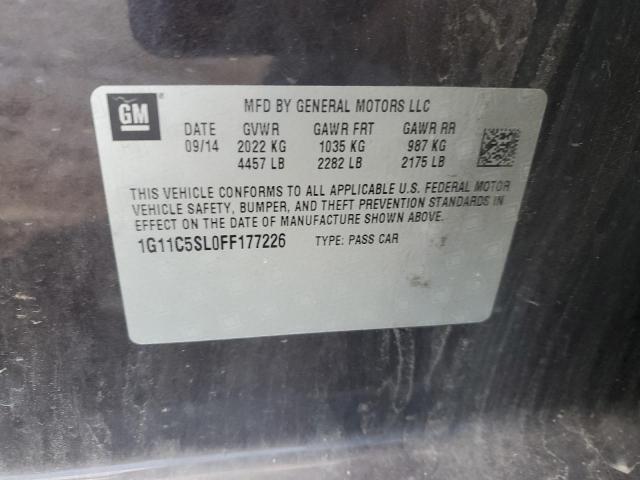 GM
MFD BY GENERAL MOTORS LLC
DATE GVWR GAWR FRT GAWR RR
09/14 2022 KG 1035 KG 987 KG
4457 LB 2282 LB 2175 LB
THIS VEHICLE CONFORMS TO ALL APPLICABLE U.S. FEDERAL MOTOR
VEHICLE SAFETY, BUMPER, AND THEFT PREVENTION STANDARDS IN
EFFECT ON THE DATE OF MANUFACTURE SHOWN ABOVE.
1G11C5SL0FF177226 TYPE: PASS CAR